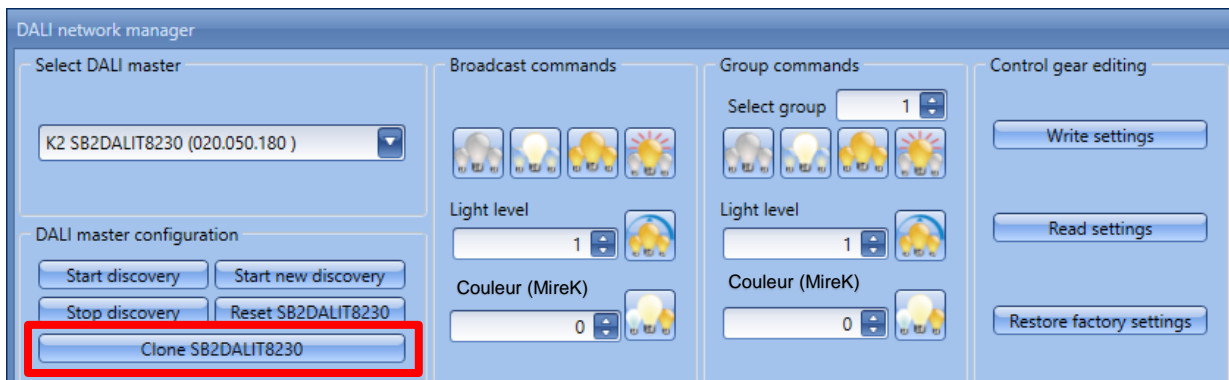 DALI network manager
Select DALI master
K2 SB2DALIT8230 (020.050.180 )
DALI master configuration
Start discovery
Start new discovery
Stop discovery
Reset SB2DALIT8230
Clone SB2DALIT8230
Broadcast commands
Light level
1
Couleur (MireK)
0
Group commands
Select group
1
Light level
1
Couleur (MireK)
0
Control gear editing
Write settings
Read settings
Restore factory settings